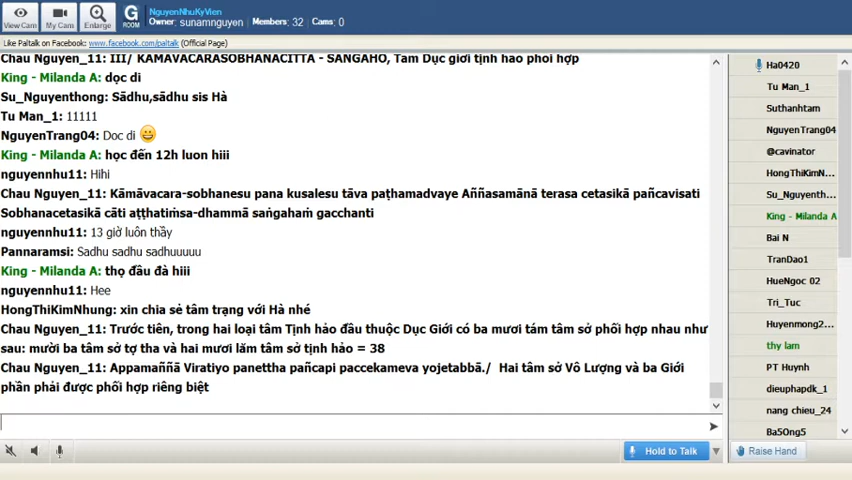 NguyenNhuKyVien
Owner: sunamnguyen Members: 32 Cams: 0
View Cam
My Cam
Enlarge
G
ROOM
Like Paltalk on Facebook: www.facebook.com/paltalk (Official Page)
Chau Nguyen_11: III/ KĀMĀVACARASOBHANACITTA - SANGAHO, Tâm Dục giới tịnh hảo phối hợp
King - Milanda A: dọc di
Su_Nguyenthong: Sādhu,sādhu sis Hà
Tu Man_1: 11111
NguyenTrang04: Doc di
King - Milanda A: học đến 12h luon hiii
nguyennhu11: Hihi
Chau Nguyen_11: Kāmāvacara-sobhanesu pana kusalesu tāva paṭhamadvaye Aññasamānā terasa cetasikā pañcavisati
Sobhanacetasikā cāti aṭṭhatiṁsa-dhammā saṅgahaṁ gacchanti
nguyennhu11: 13 giờ luôn thầy
Pannaramsi: Sadhu sadhu sadhuuuuu
King - Milanda A: thọ đâu đà hiii
nguyennhu11: Hee
HongThiKimNhung: xin chia sẻ tâm trạng với Hà nhé
Chau Nguyen_11: Trước tiên, trong hai loại tâm Tịnh hảo đầu thuộc Dục Giới có ba mươi tám tâm sở phối hợp nhau như
sau: mười ba tâm sở tợ tha và hai mươi lăm tâm sở tịnh hảo = 38
Chau Nguyen_11: Appamaññā Viratiyo panettha pañcapi paccekameva yojetabbā./ Hai tâm sở Vô Lượng và ba Giới
phần phải được phối hợp riêng biệt
Hold to Talk
Ha0420
Tu Man_1
Suthanhtam
NguyenTrang04
@cavinator
HongThiKimN...
Su_Nguyenth...
King - Milanda A
Bai N
TranDao1
HueNgoc 02
Tri_Tuc
Huyenmong2...
thy lam
PT Huynh
dieuphapdk_1
nang chieu_24
Ba5Ong5
Raise Hand